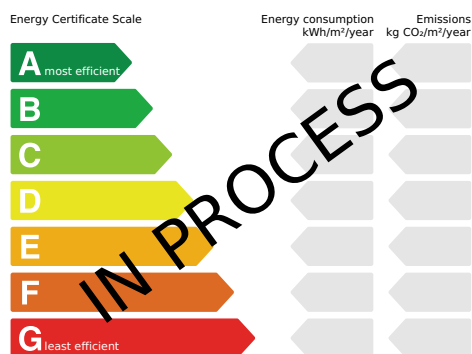 Energy Certificate Scale
Energy consumption
kWh/m²/year
Emissions
kg CO₂/m²/year
A most efficient
B
C
D
E
F
G least efficient
IN PROCESS